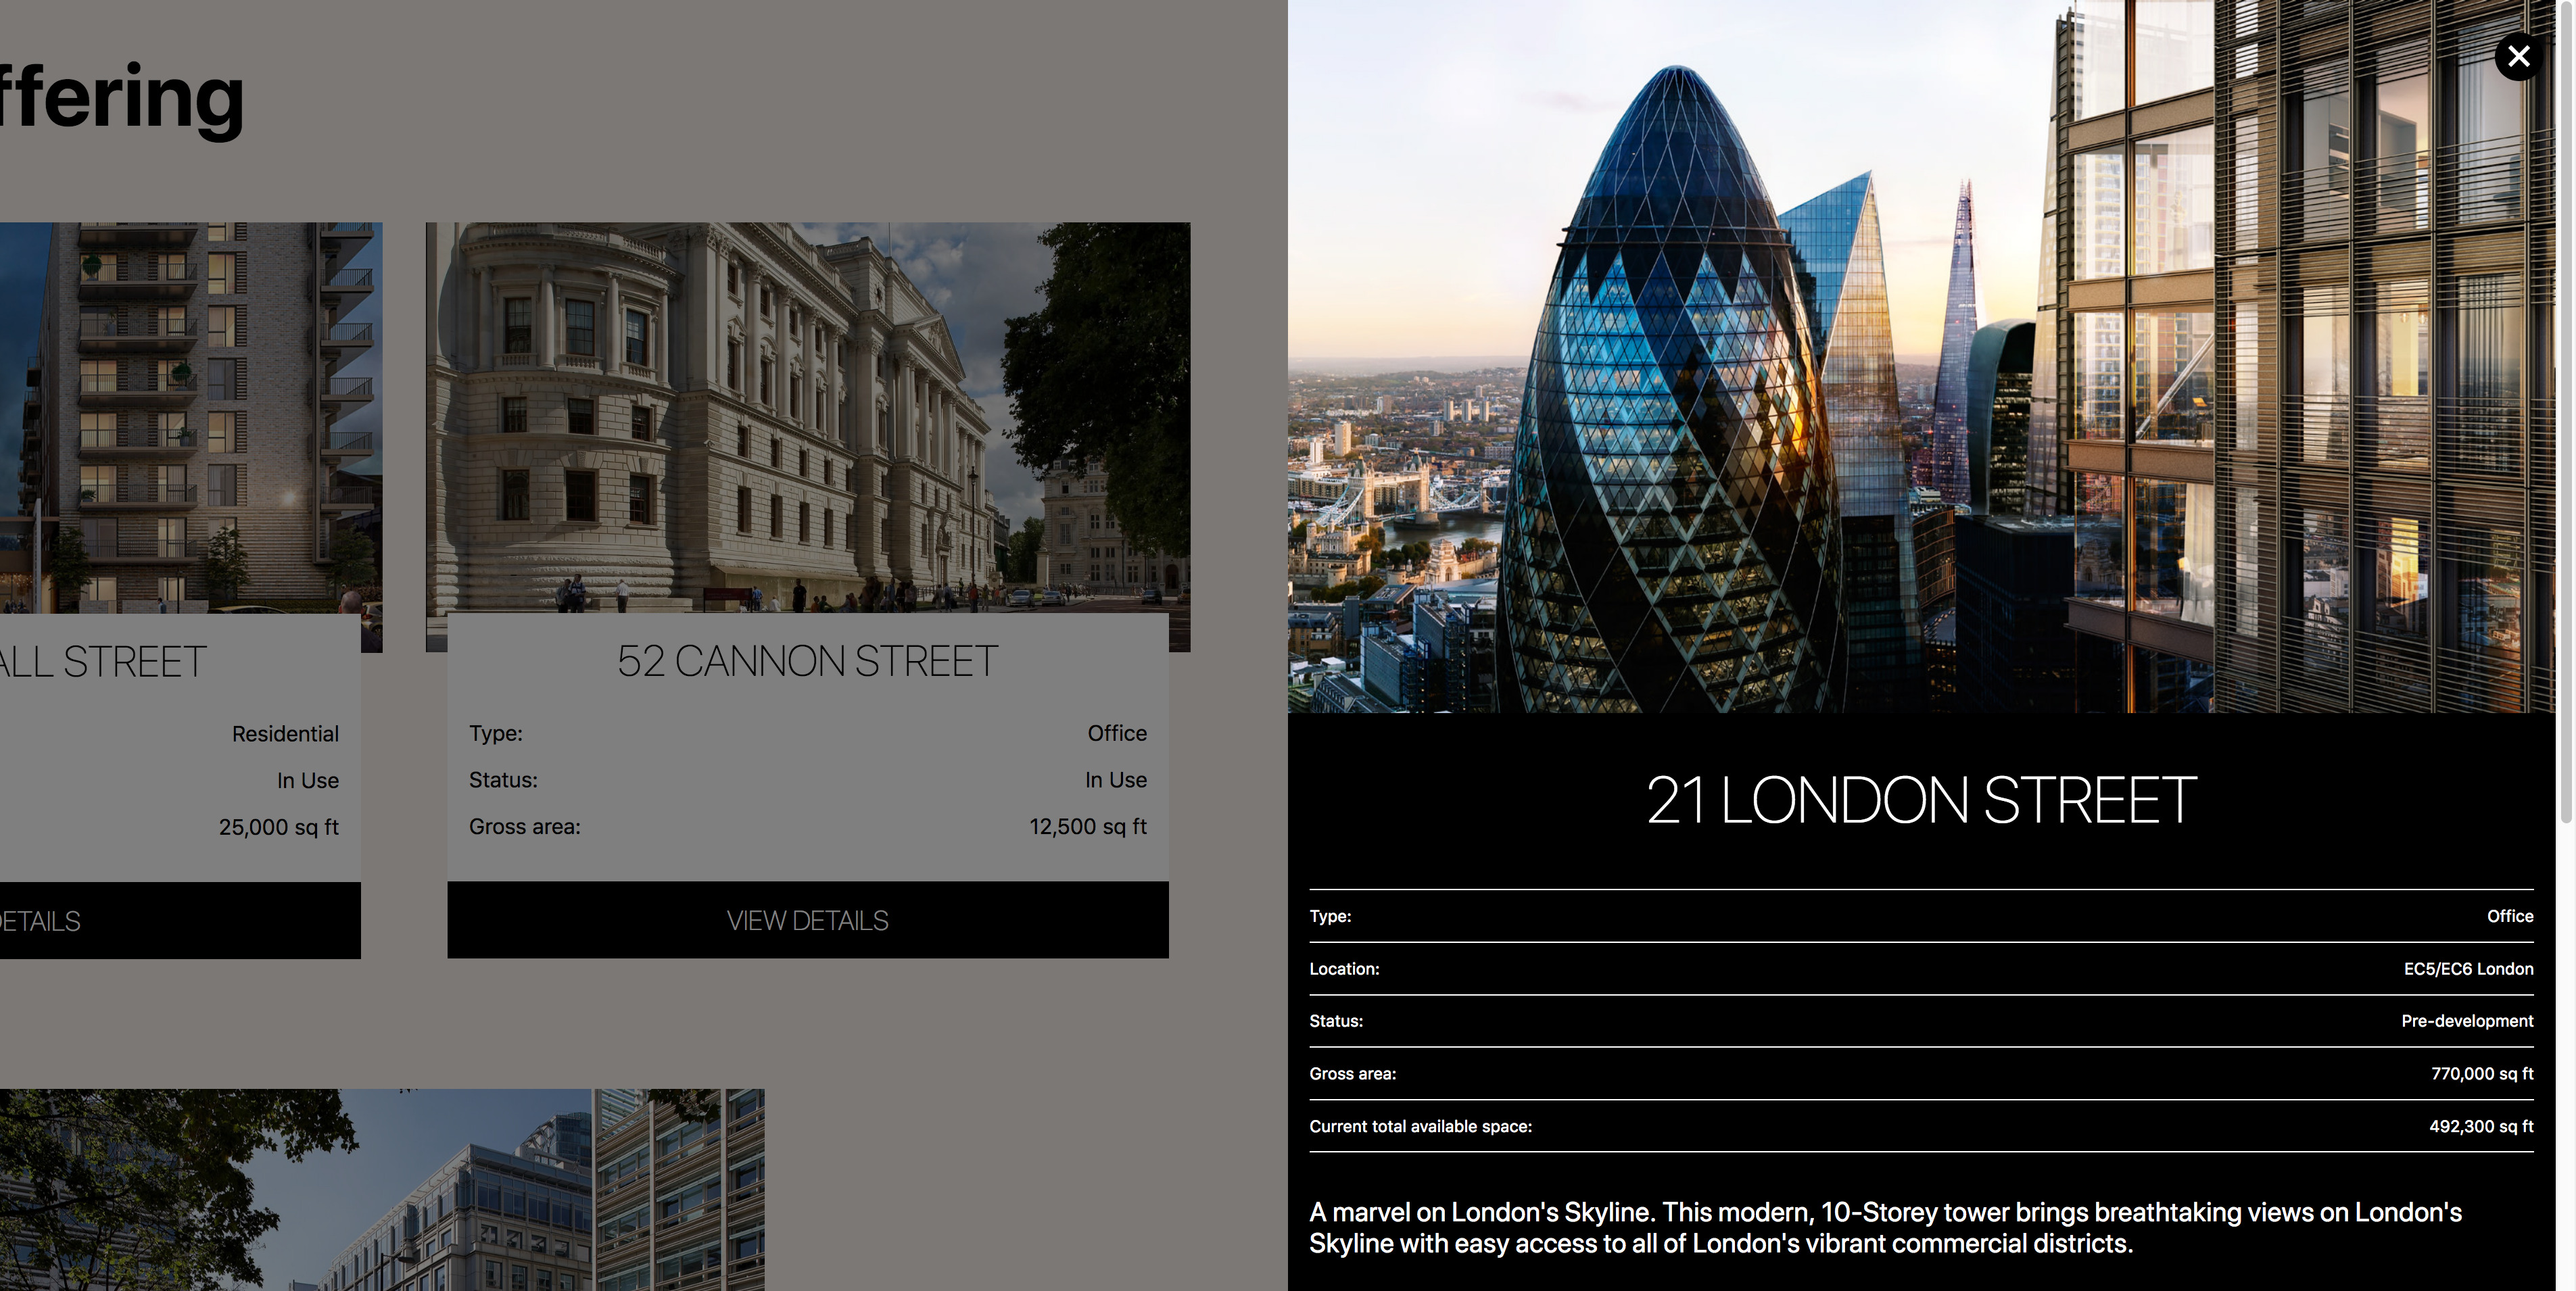 ffering
ALL STREET
Residential
In Use
25,000 sq ft
DETAILS
52 CANNON STREET
Type: Office
Status: In Use
Gross area: 12,500 sq ft
VIEW DETAILS
21 LONDON STREET
Type: Office
Location: EC5/EC6 London
Status: Pre-development
Gross area: 770,000 sq ft
Current total available space: 492,300 sq ft
A marvel on London's Skyline. This modern, 10-Storey tower brings breathtaking views on London's
Skyline with easy access to all of London's vibrant commercial districts.